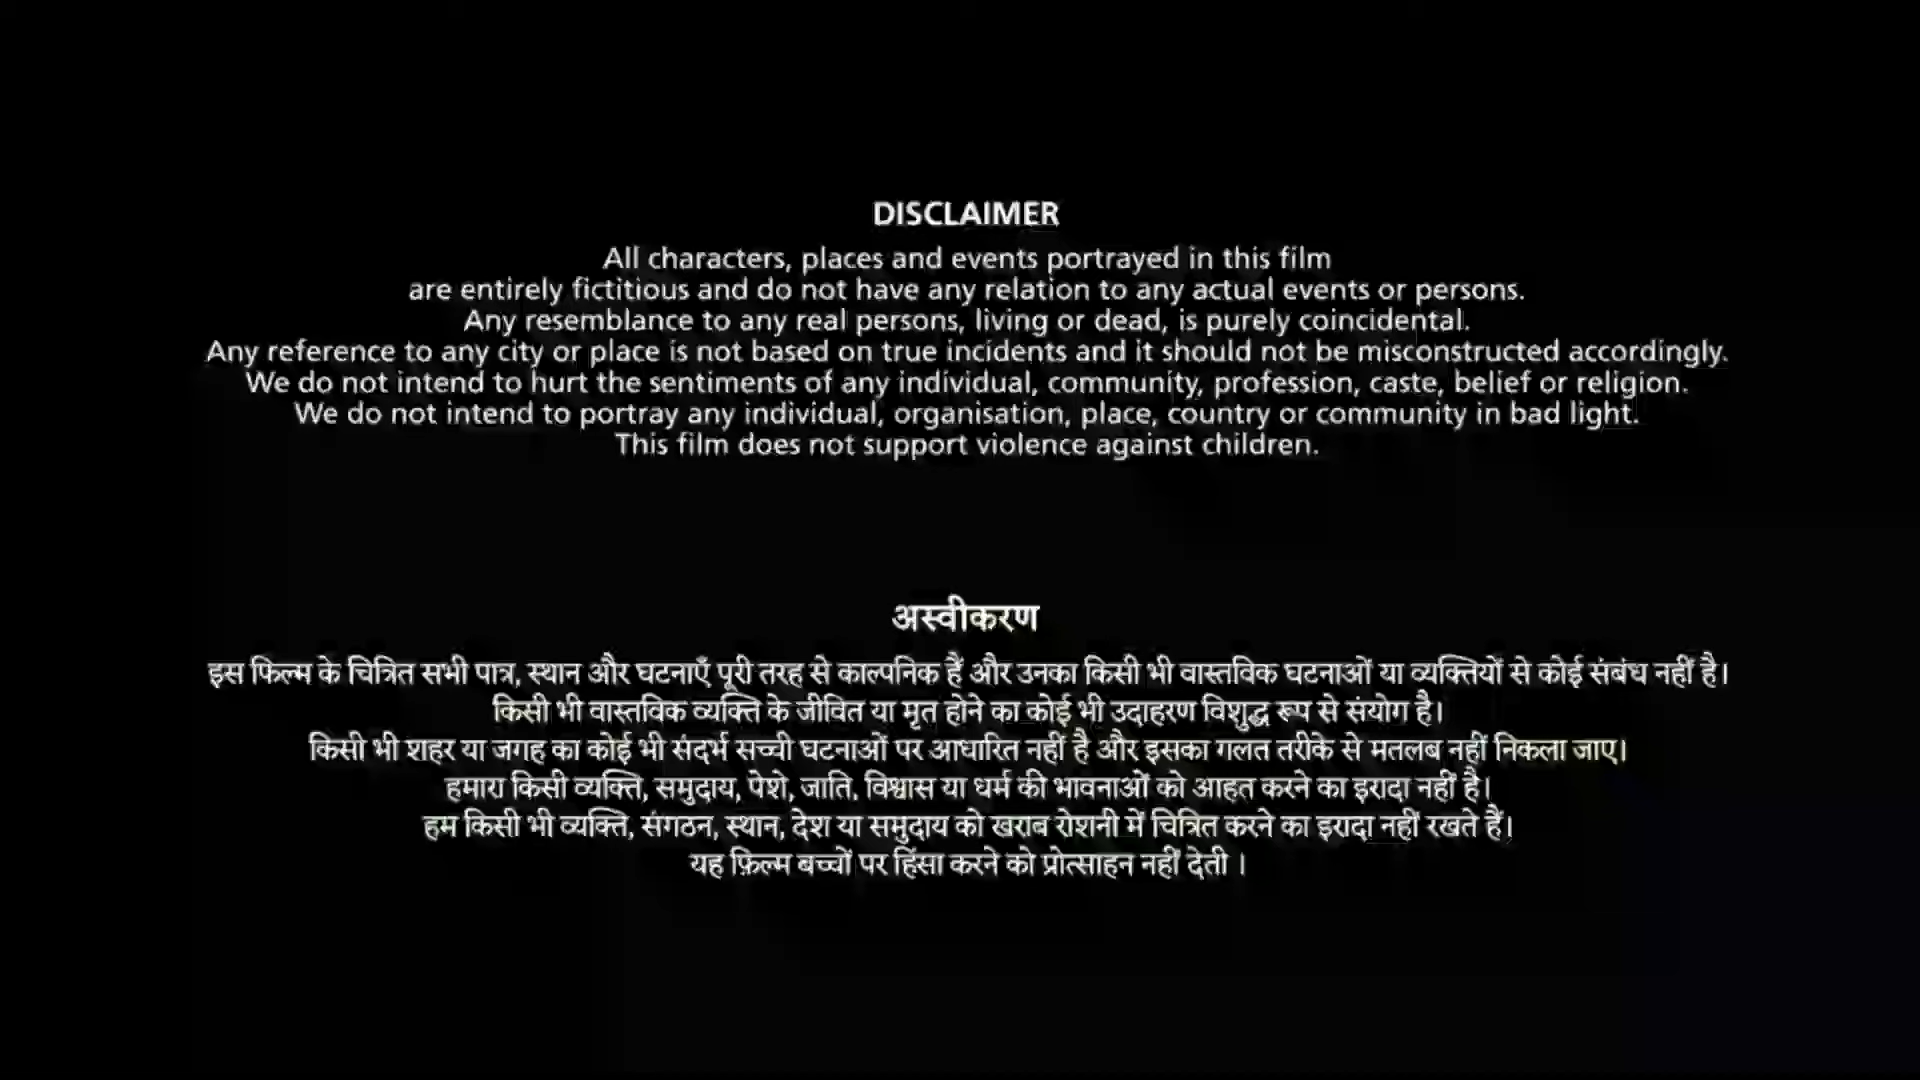 DISCLAIMER
All characters, places and events portrayed in this film
are entirely fictitious and do not have any relation to any actual events or persons.
Any resemblance to any real persons, living or dead, is purely coincidental.
Any reference to any city or place is not based on true incidents and it should not be misconstructed accordingly.
We do not intend to hurt the sentiments of any individual, community, profession, caste, belief or religion.
We do not intend to portray any individual, organisation, place, country or community in bad light.
This film does not support violence against children.
अस्वीकरण
इस फिल्म के चित्रित सभी पात्र, स्थान और घटनाएँ पूरी तरह से काल्पनिक हैं और उनका किसी भी वास्तविक घटनाओं या व्यक्तियों से कोई संबंध नहीं है।
किसी भी वास्तविक व्यक्ति के जीवित या मृत होने का कोई भी उदाहरण विशुद्ध रूप से संयोग है।
किसी भी शहर या जगह का कोई भी संदर्भ सच्ची घटनाओं पर आधारित नहीं है और इसका गलत तरीके से मतलब नहीं निकला जाए।
हमारा किसी व्यक्ति, समुदाय, पेशे, जाति, विश्वास या धर्म की भावनाओं को आहत करने का इरादा नहीं है।
हम किसी भी व्यक्ति, संगठन, स्थान, देश या समुदाय को खराब रोशनी में चित्रित करने का इरादा नहीं रखते हैं।
यह फ़िल्म बच्चों पर हिंसा करने को प्रोत्साहन नहीं देती ।